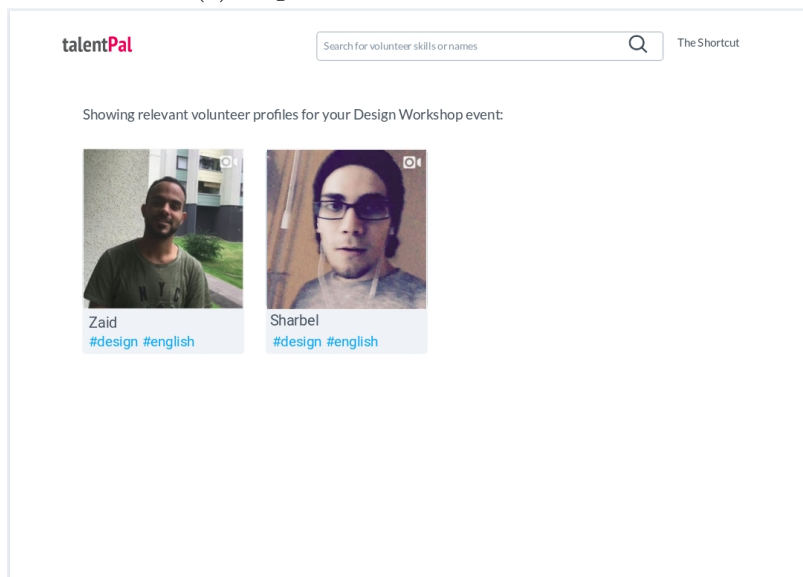 talentPal
Search for volunteer skills or names
The Shortcut
Showing relevant volunteer profiles for your Design Workshop event:
NYC
Zaid
#design #english
Sharbel
#design #english